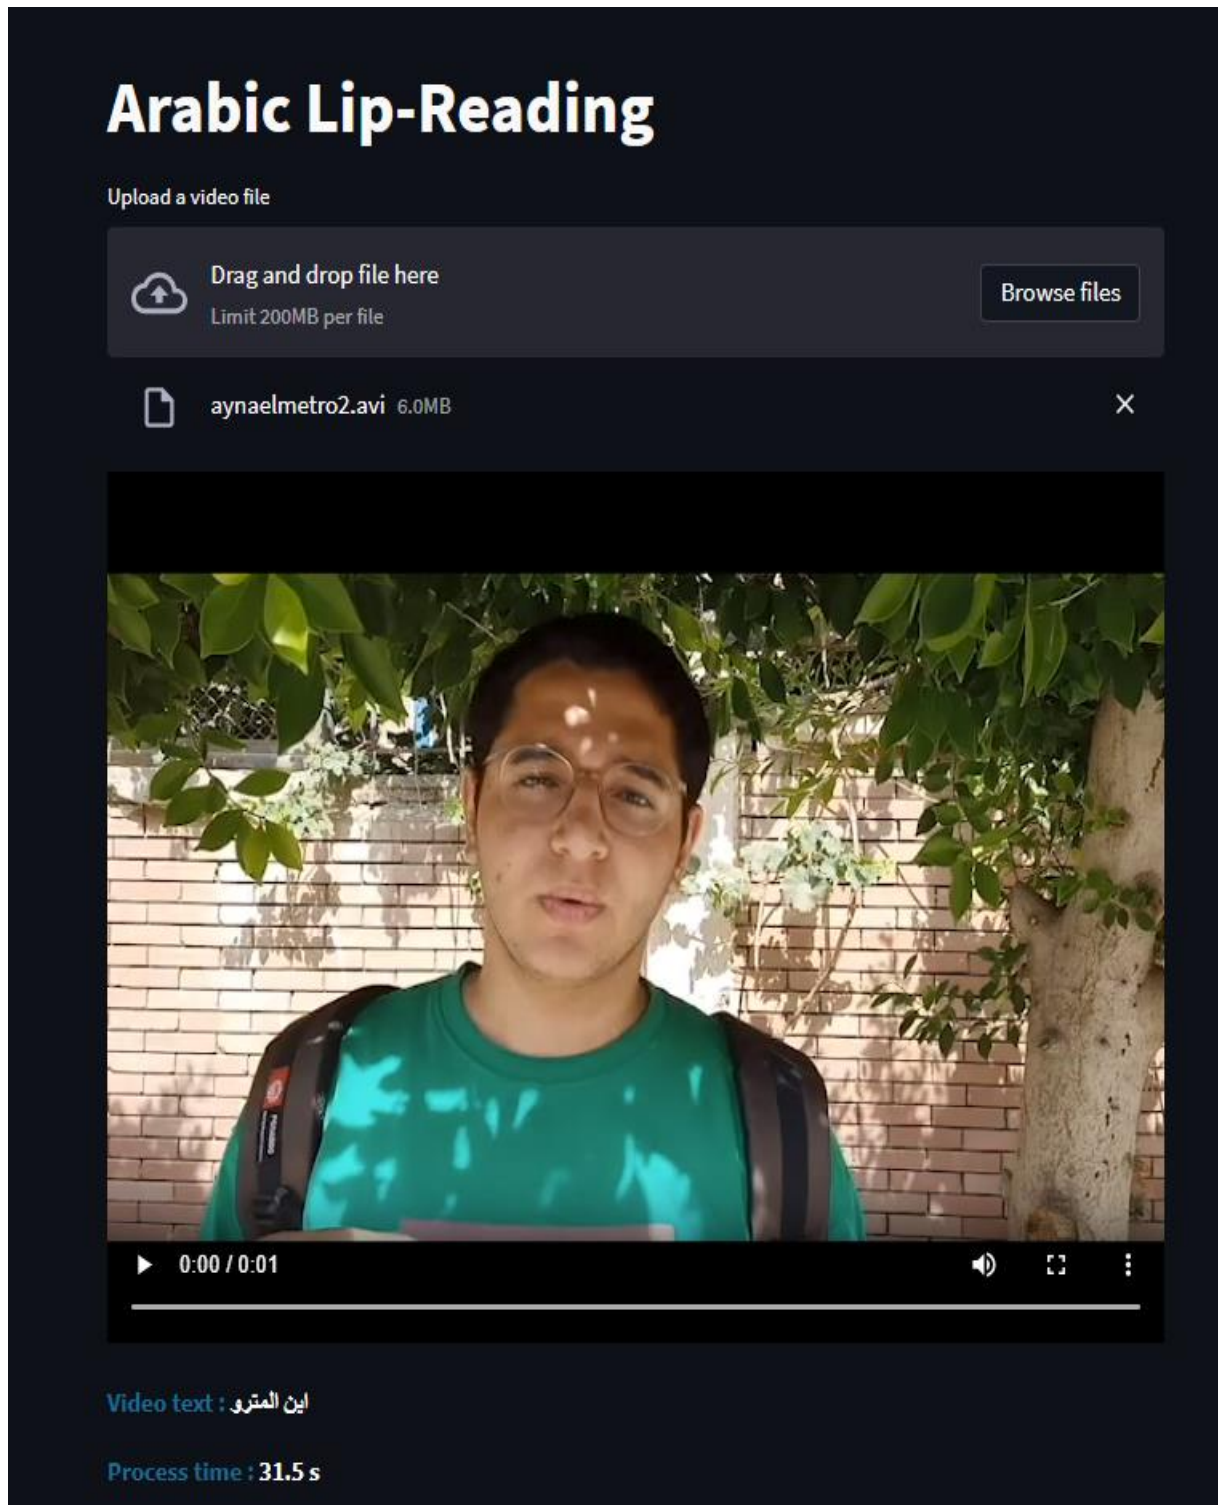 Arabic Lip-Reading
Upload a video file
Drag and drop file here
Limit 200MB per file
Browse files
aynaelmetro2.avi 6.0MB
0:00 / 0:01
Video text : اين المترو
Process time : 31.5 s